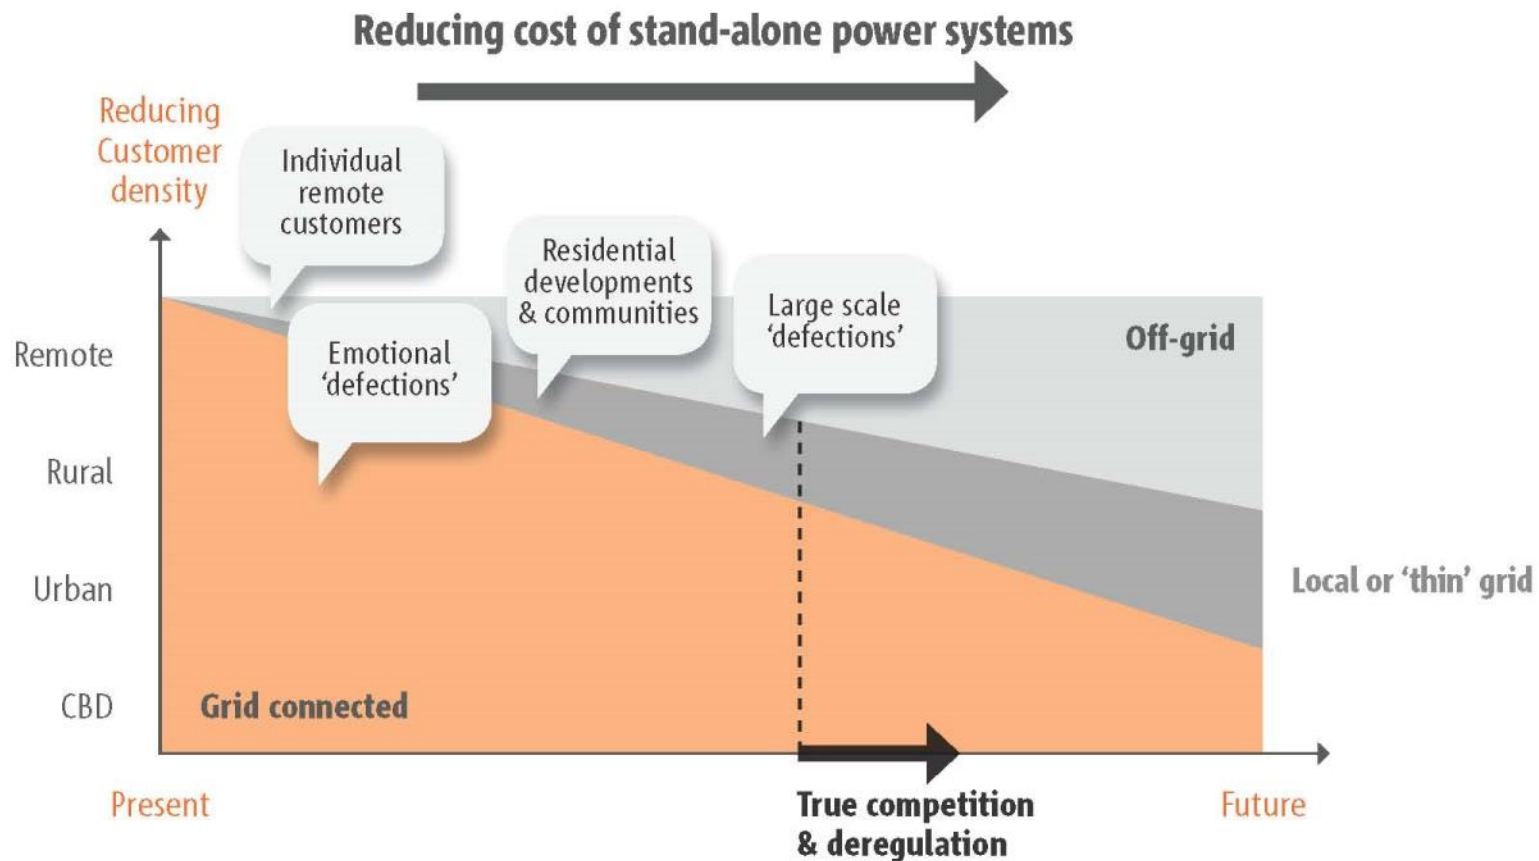 Reducing cost of stand-alone power systems
Reducing
Customer
density
Individual
remote
customers
Residential
developments
& communities
Large scale
‘defections’
Emotional
‘defections’
Off-grid
Remote
Rural
Urban
CBD
Local or ‘thin’ grid
Grid connected
Present
True competition
& deregulation
Future